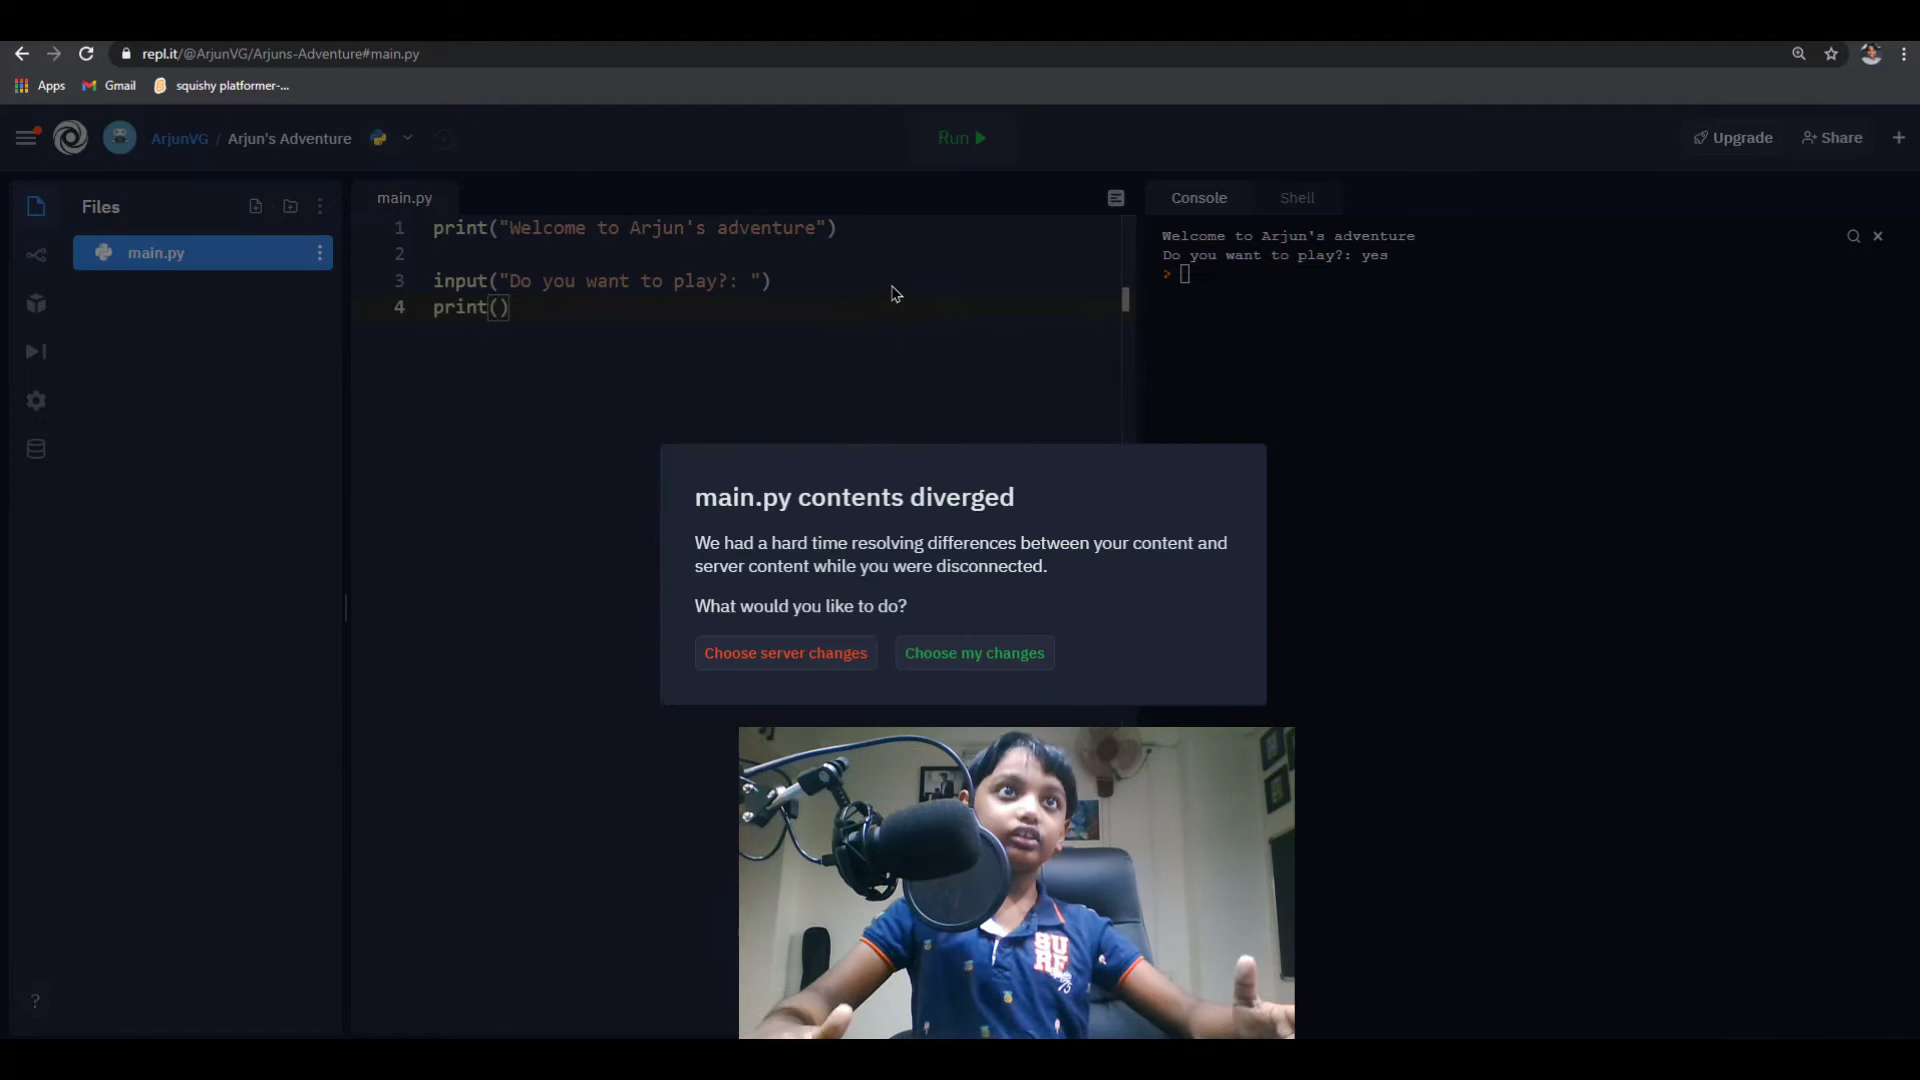 repl.it/@ArjunVG/Arjuns-Adventure#main.py
Apps
Gmail
squishy platformer-...
ArjunVG / Arjun's Adventure
Run
Upgrade
Share
Files
main.py
main.py
1 print("Welcome to Arjun's adventure")
2
3 input("Do you want to play?: ")
4 print()
Console
Shell
Welcome to Arjun's adventure
Do you want to play?: yes
>
main.py contents diverged
We had a hard time resolving differences between your content and
server content while you were disconnected.
What would you like to do?
Choose server changes
Choose my changes
SU
RF
?